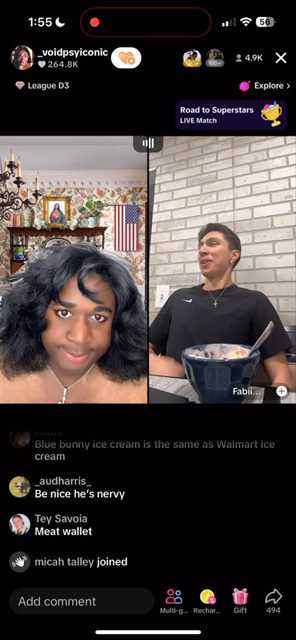 1:55
56
_voidpsyiconic
264.8K
100+
4.9K
League D3
Explore >
Road to Superstars
LIVE Match
Fabii...
Blue bunny ice cream is the same as Walmart ice
cream
_audharris_
Be nice he's nervy
Tey Savoia
Meat wallet
micah talley joined
Add comment
Multi-g...
Rechar...
Gift
494